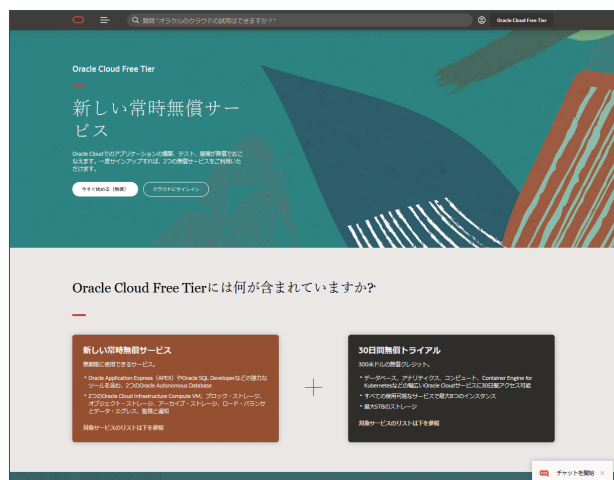 質問 "オラクルのクラウドの試用はできますか？"
Oracle Cloud Free Tier
Oracle Cloud Free Tier
新しい常時無償サー
ビス
Oracle Cloudでのアプリケーションの構築、テスト、展開が無償でおこ
なえます。一度サインアップすれば、2つの無償サービスをご利用いた
だけます。
今すぐ始める（無償）
クラウドにサインイン
Oracle Cloud Free Tierには何が含まれていますか?
新しい常時無償サービス
無期限に使用できるサービス。
• Oracle Application Express（APEX）やOracle SQL Developerなどの強力な
ツールを含む、2つのOracle Autonomous Database
• 2つのOracle Cloud Infrastructure Compute VM、ブロック・ストレージ、
オブジェクト・ストレージ、アーカイブ・ストレージ、ロード・バランサ
とデータ・エグレス、監視と通知
対象サービスのリストは下を参照
30日間無償トライアル
300米ドルの無償クレジット。
• データベース、アナリティクス、コンピュート、Container Engine for
Kubernetesなどの幅広いOracle Cloudサービスに30日間アクセス可能
• すべての使用可能なサービスで最大8つのインスタンス
• 最大5TBのストレージ
対象サービスのリストは下を参照
チャットを開始